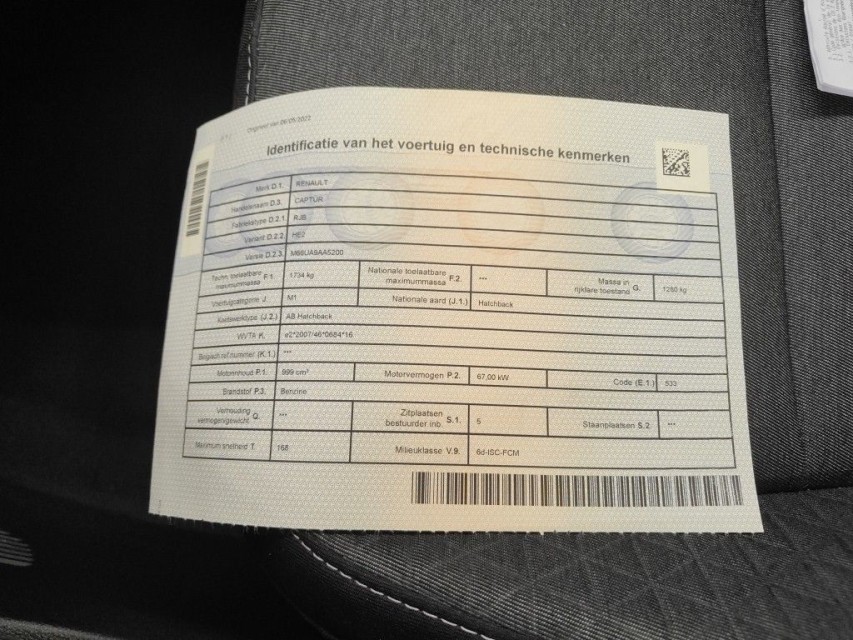 Identificatie van het voertuig en technische kenmerken
Merk D.1. RENAULT
Handelsnaam D.3. CAPTUR
Fabriekstype D.2.1. RJB
Variant D.2.2. HE2
Versie D.2.3. M66UA6AA5200
Techn. toelaatbare maximummassa F.1. 1734 kg Nationale toelaatbare maximummassa F.2. *** Massa in rijklare toestand G. 1280 kg
Voertuigcategorie J. M1 Nationale aard (J.1.) Hatchback
Koetswerktype (J.2.) AB Hatchback
WVTA K. e2*2007/46*0684*16
Belgisch ref.nummer (K.1.) ***
Motorinhoud P.1. 999 cm³ Motorvermogen P.2. 67,00 kW Code (E.1.) 533
Brandstof P.3. Benzine
Verhouding vermogen/gewicht Q. *** Zitplaatsen bestuurder inb. S.1. 5 Staanplaatsen S.2. ***
Maximum snelheid T. 168 Milieuklasse V.9. 6d-ISC-FCM